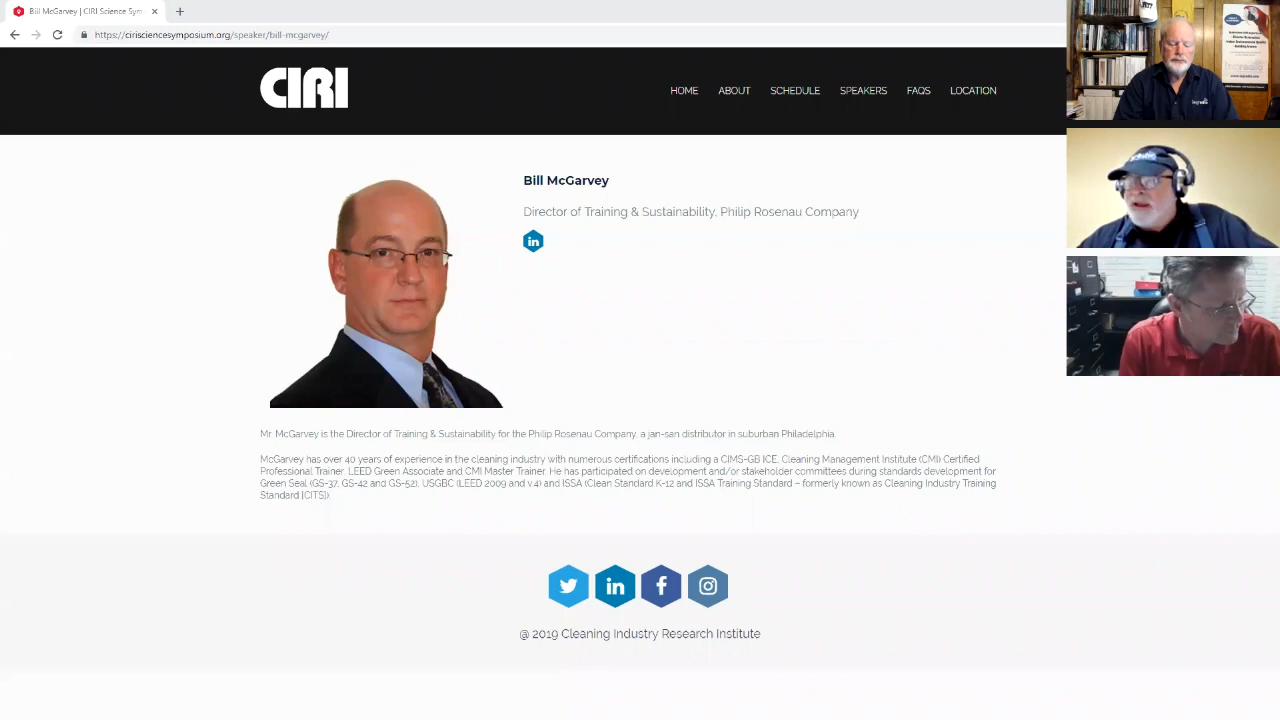 Bill McGarvey | CIRI Science Sym
https://cirisciencesymposium.org/speaker/bill-mcgarvey/
CIRI
HOME ABOUT SCHEDULE SPEAKERS FAQS LOCATION
Bill McGarvey
Director of Training & Sustainability, Philip Rosenau Company
in
Mr. McGarvey is the Director of Training & Sustainability for the Philip Rosenau Company, a jan-san distributor in suburban Philadelphia.
McGarvey has over 40 years of experience in the cleaning industry with numerous certifications including a CIMS-GB ICE, Cleaning Management Institute (CMI) Certified
Professional Trainer, LEED Green Associate and CMI Master Trainer. He has participated on development and/or stakeholder committees during standards development for
Green Seal (GS-37, GS-42 and GS-52), USGBC (LEED 2009 and v.4) and ISSA (Clean Standard K-12 and ISSA Training Standard – formerly known as Cleaning Industry Training
Standard [CITS]).
in f
@ 2019 Cleaning Industry Research Institute